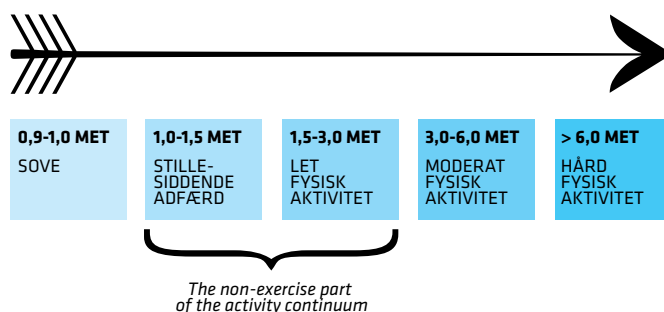 0,9-1,0 MET
SOVE
1,0-1,5 MET
STILLE-
SIDDENDE
ADFÆRD
1,5-3,0 MET
LET
FYSISK
AKTIVITET
3,0-6,0 MET
MODERAT
FYSISK
AKTIVITET
> 6,0 MET
HÅRD
FYSISK
AKTIVITET
The non-exercise part
of the activity continuum